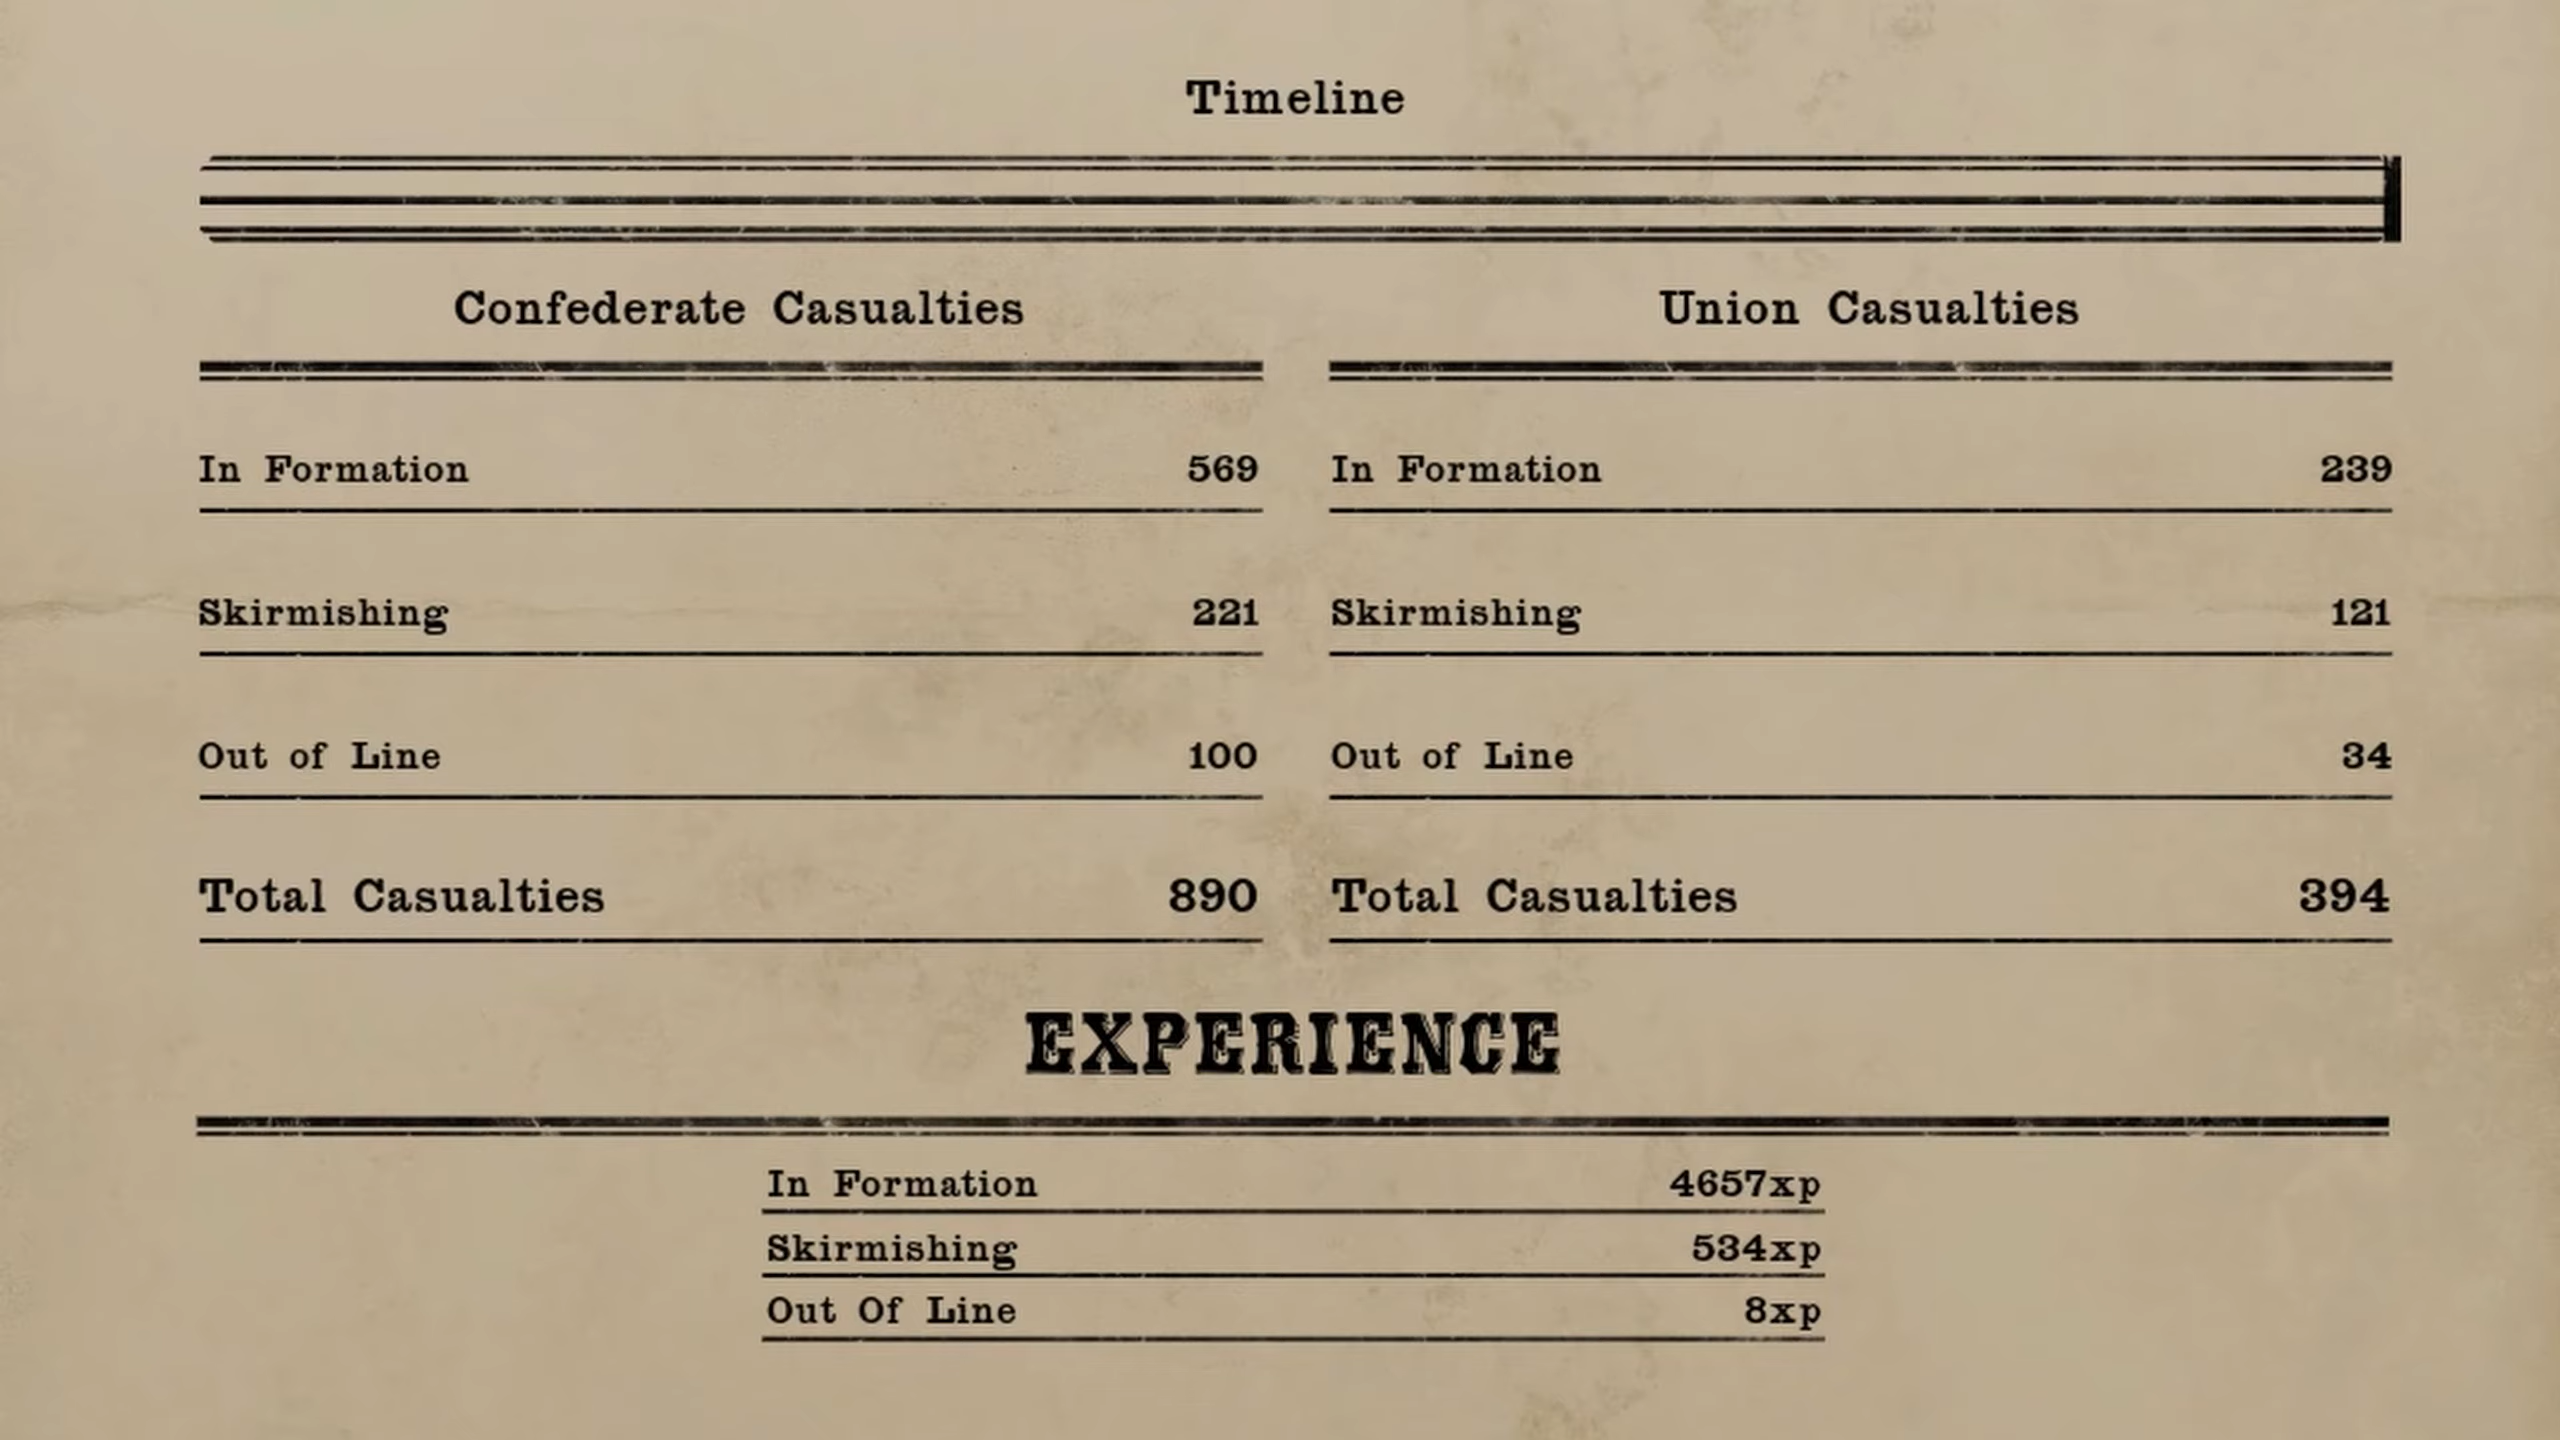 Timeline
Confederate Casualties
In Formation 569
Skirmishing 221
Out of Line 100
Total Casualties 890
Union Casualties
In Formation 239
Skirmishing 121
Out of Line 34
Total Casualties 394
EXPERIENCE
In Formation 4657xp
Skirmishing 534xp
Out Of Line 8xp